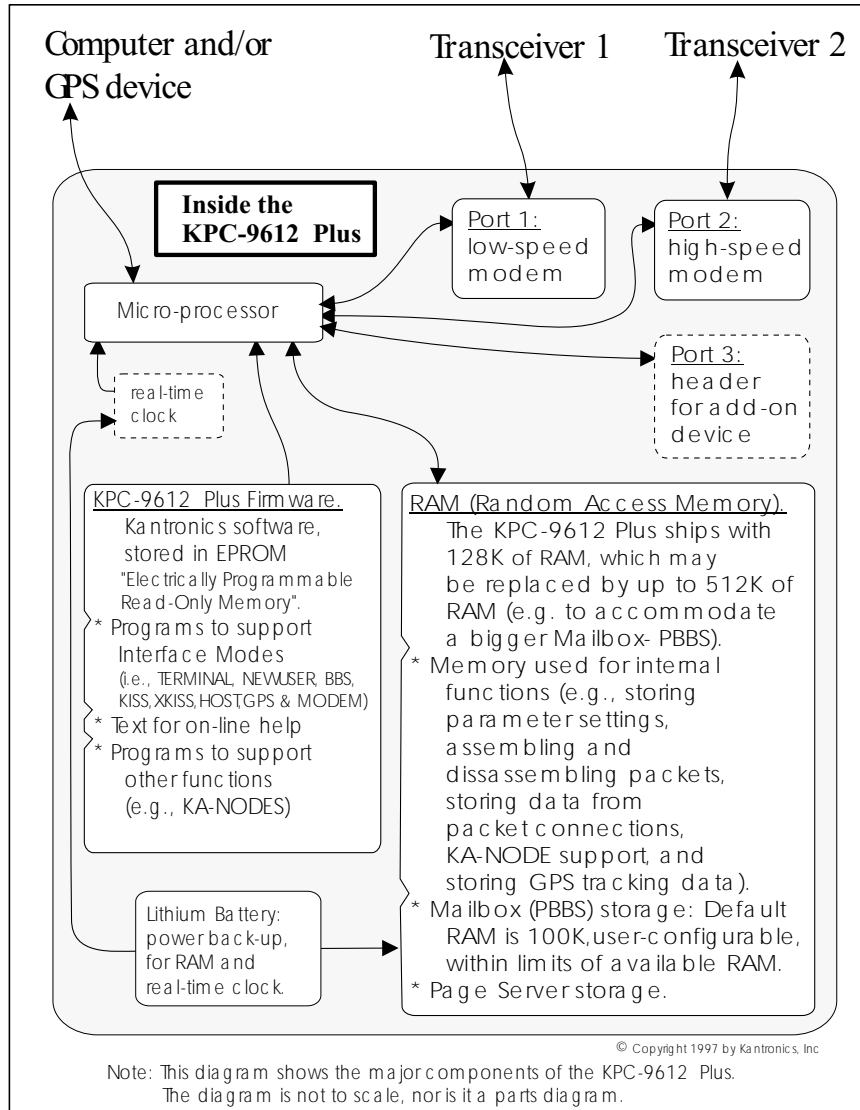 Computer and/or
GPS device
Transceiver 1
Transceiver 2
Inside the
KPC-9612 Plus
Port 1:
low-speed
modem
Port 2:
high-speed
modem
Micro-processor
Port 3:
header
for add-on
device
real-time
clock
KPC-9612 Plus Firmware.
Kantronics software,
stored in EPROM
"Electrically Programmable
Read-Only Memory".
* Programs to support
Interface Modes
(i.e., TERMINAL, NEWUSER, BBS,
KISS, XKISS, HOST, GPS & MODEM)
* Text for on-line help
* Programs to support
other functions
(e.g., KA-NODES)
RAM (Random Access Memory).
The KPC-9612 Plus ships with
128K of RAM, which may
be replaced by up to 512K of
RAM (e.g. to accommodate
a bigger Mailbox- PBBS).
* Memory used for internal
functions (e.g., storing
parameter settings,
assembling and
dissassembling packets,
storing data from
packet connections,
KA-NODE support, and
storing GPS tracking data).
* Mailbox (PBBS) storage: Default
RAM is 100K, user-configurable,
within limits of available RAM.
* Page Server storage.
Lithium Battery:
power back-up,
for RAM and
real-time clock.
© Copyright 1997 by Kantronics, Inc
Note: This diagram shows the major components of the KPC-9612 Plus.
The diagram is not to scale, nor is it a parts diagram.